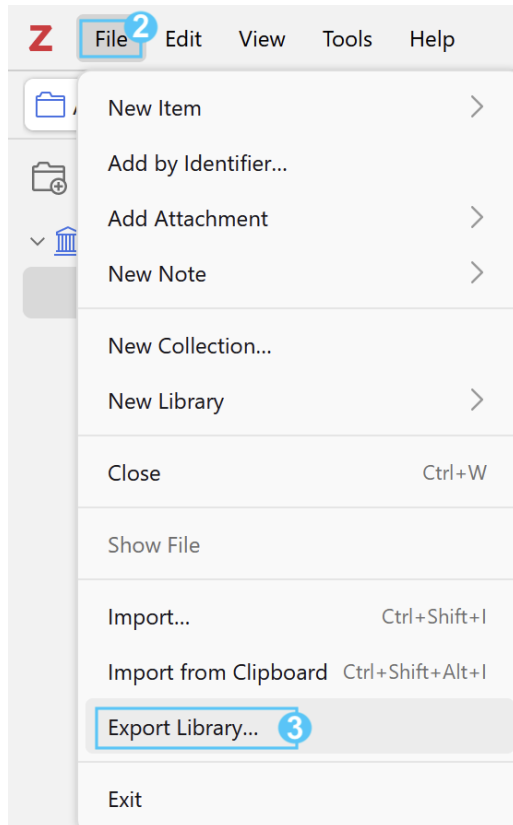 Z File 2 Edit View Tools Help
New Item
Add by Identifier...
Add Attachment
New Note
New Collection...
New Library
Close Ctrl+W
Show File
Import... Ctrl+Shift+I
Import from Clipboard Ctrl+Shift+Alt+I
Export Library... 3
Exit